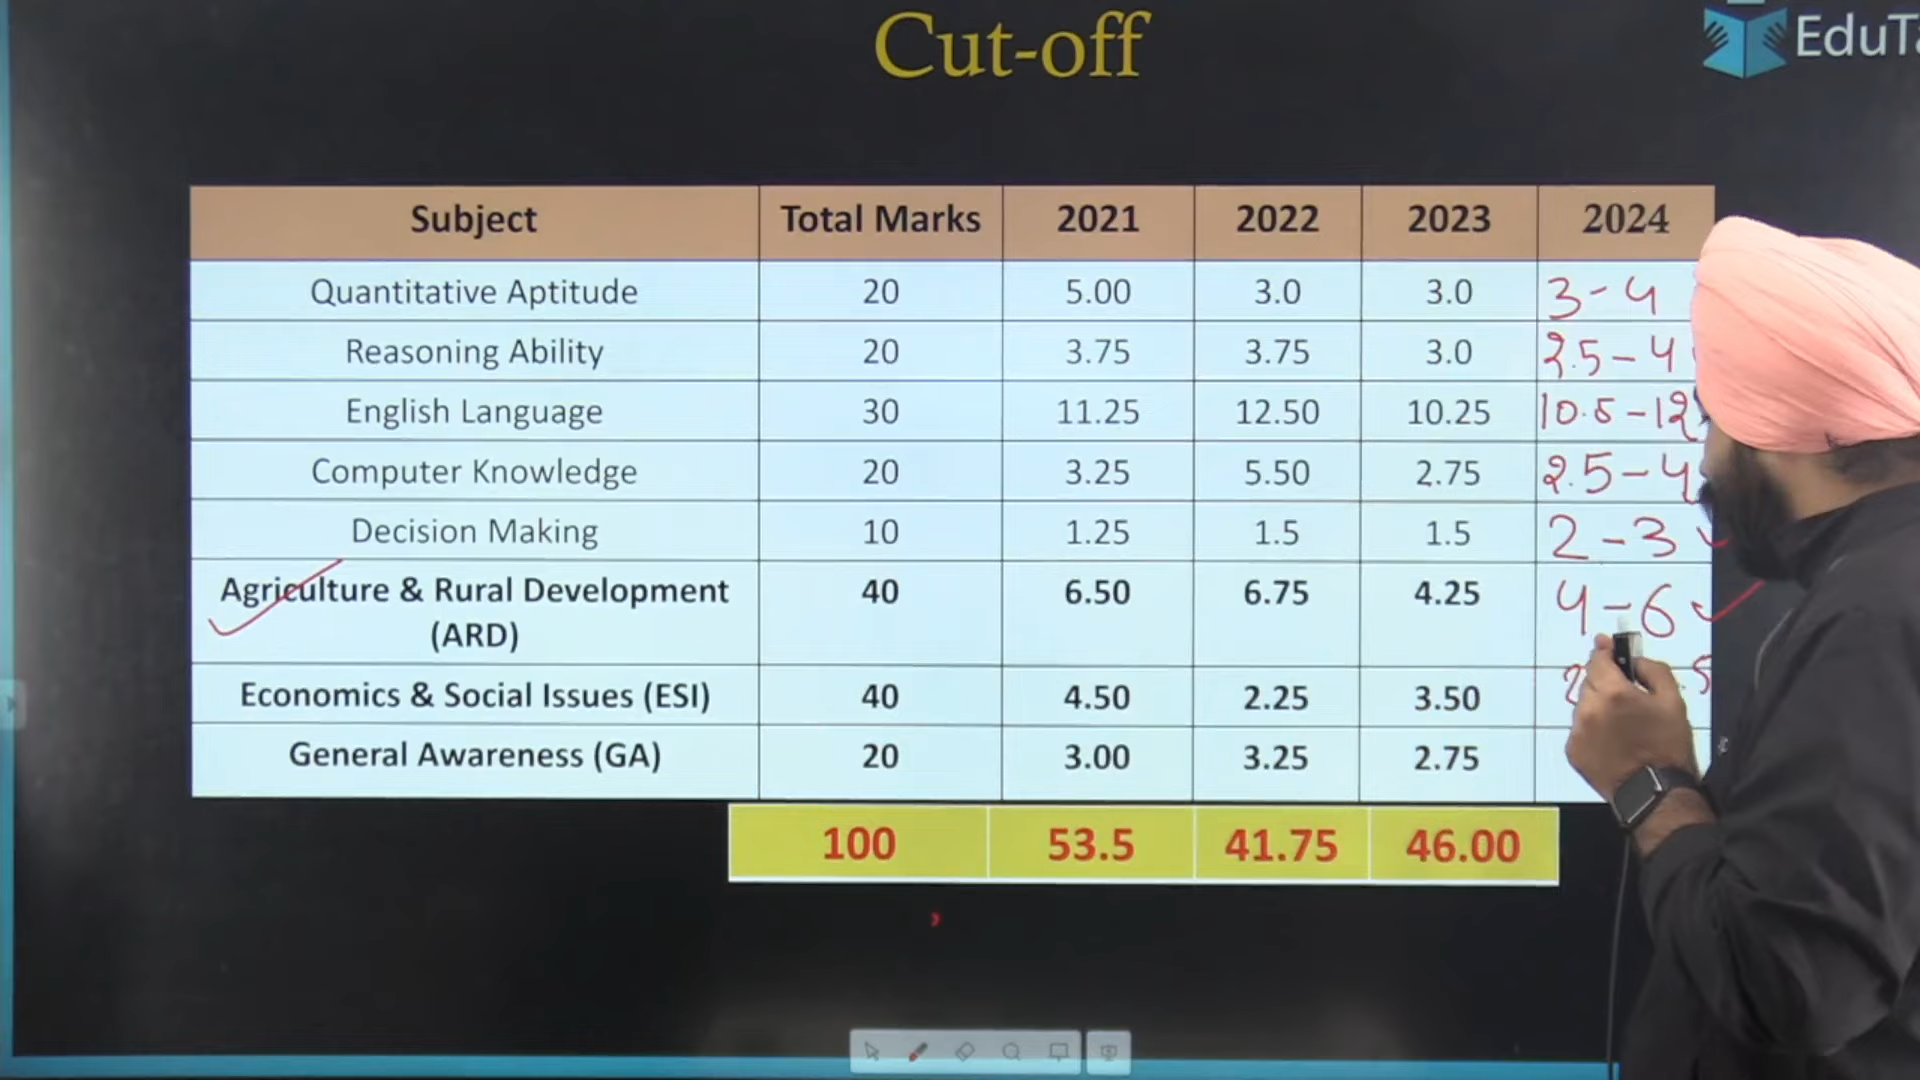 Cut-off
Subject Total Marks 2021 2022 2023 2024
Quantitative Aptitude 20 5.00 3.0 3.0 3-4
Reasoning Ability 20 3.75 3.75 3.0 2.5-4
English Language 30 11.25 12.50 10.25 10.5-12
Computer Knowledge 20 3.25 5.50 2.75 2.5-4
Decision Making 10 1.25 1.5 1.5 2-3
Agriculture & Rural Development
(ARD) 40 6.50 6.75 4.25 4-6
Economics & Social Issues (ESI) 40 4.50 2.25 3.50
General Awareness (GA) 20 3.00 3.25 2.75
100 53.5 41.75 46.00